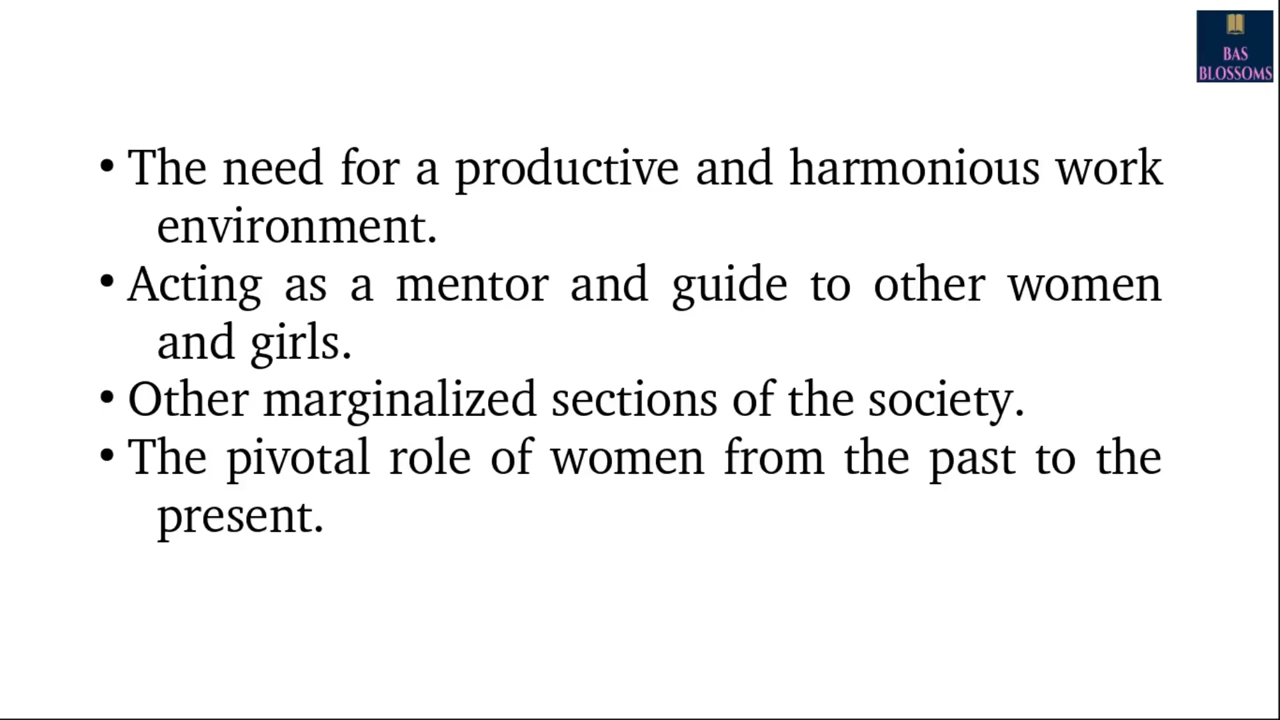 BAS
BLOSSOMS
• The need for a productive and harmonious work
environment.
• Acting as a mentor and guide to other women
and girls.
• Other marginalized sections of the society.
• The pivotal role of women from the past to the
present.